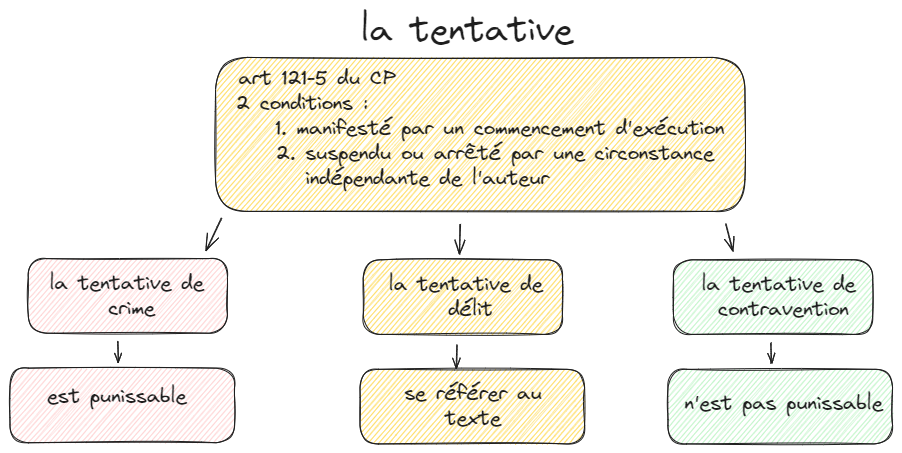 la tentative
art 121-5 du CP
2 conditions :
1. manifesté par un commencement d'exécution
2. suspendu ou arrêté par une circonstance
indépendante de l'auteur
la tentative de
crime
la tentative de
délit
la tentative de
contravention
est punissable
se référer au
texte
n'est pas punissable